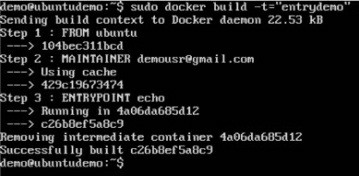 demo@ubuntudemo:~$ sudo docker build -t="entrydemo"
Sending build context to Docker daemon 22.53 kB
Step 1 : FROM ubuntu
 ---> 104bec311bcd
Step 2 : MAINTAINER demousr@gmail.com
 ---> Using cache
 ---> 429c19673474
Step 3 : ENTRYPOINT echo
 ---> Running in 4a06da685d12
 ---> c26b8ef5a8c9
Removing intermediate container 4a06da685d12
Successfully built c26b8ef5a8c9
demo@ubuntudemo:~$